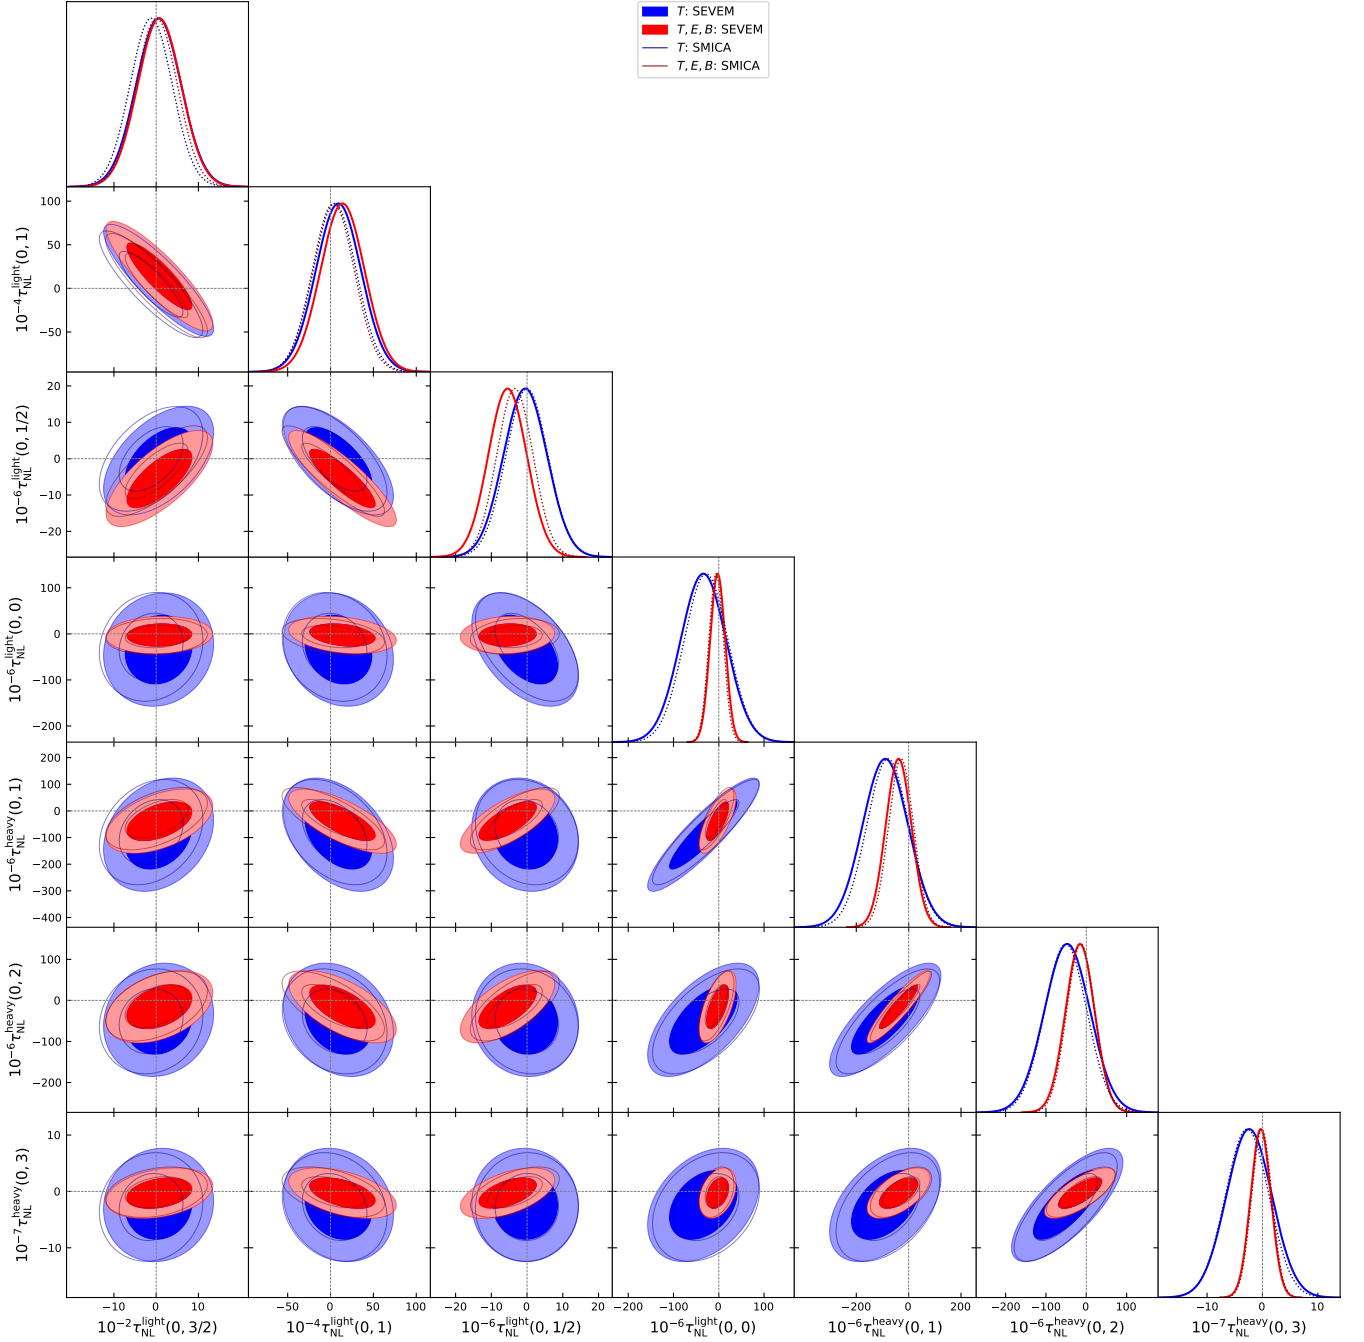 T: SEVEM
T, E, B: SEVEM
T: SMICA
T, E, B: SMICA
100
50
0
−50
10⁻⁴τ_NL^light(0, 1)
20
10
0
−10
−20
10⁻⁶τ_NL^light(0, 1/2)
100
0
−100
−200
10⁻⁶τ_NL^light(0, 0)
200
100
0
−100
−200
−300
−400
10⁻⁶τ_NL^heavy(0, 1)
100
0
−100
−200
10⁻⁶τ_NL^heavy(0, 2)
10
0
−10
10⁻⁷τ_NL^heavy(0, 3)
−10 0 10
−50 0 50 100
−20 −10 0 10 20
−200 −100 0 100
−400 −200 0 200
−200 −100 0 100
−10 0 10
10⁻²τ_NL^light(0, 3/2)
10⁻⁴τ_NL^light(0, 1)
10⁻⁶τ_NL^light(0, 1/2)
10⁻⁶τ_NL^light(0, 0)
10⁻⁶τ_NL^heavy(0, 1)
10⁻⁶τ_NL^heavy(0, 2)
10⁻⁷τ_NL^heavy(0, 3)